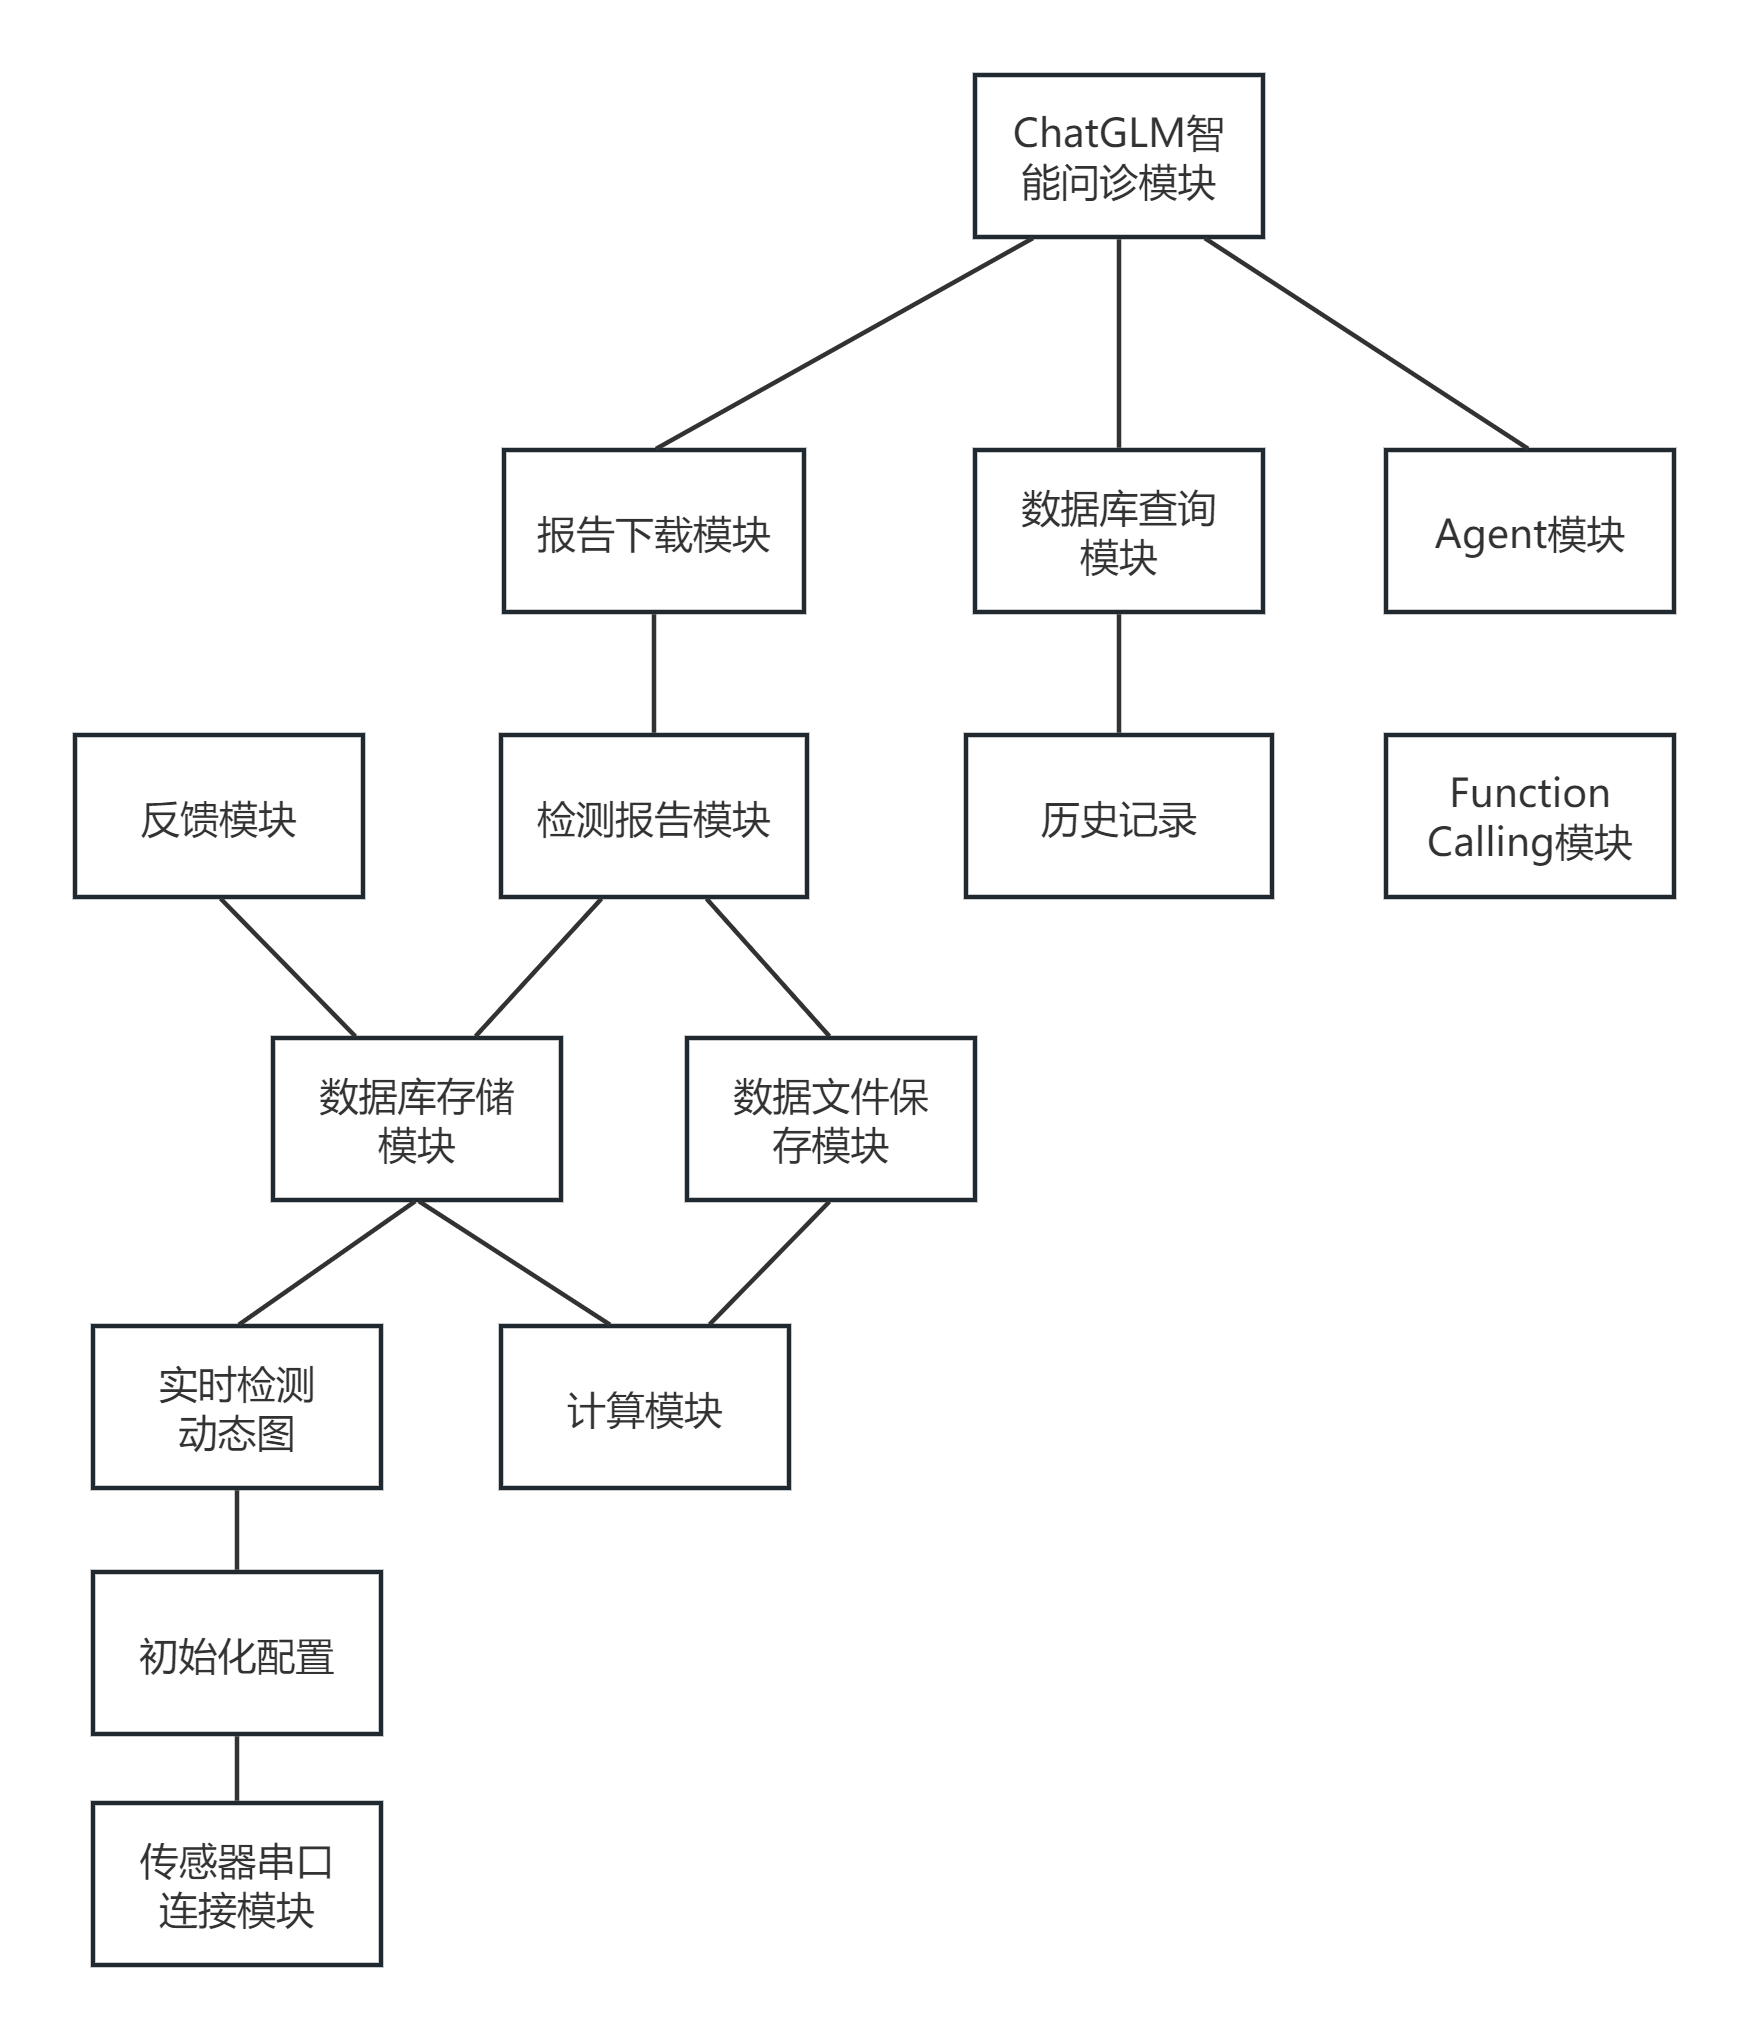 ChatGLM智
能问诊模块
报告下载模块
数据库查询
模块
Agent模块
反馈模块
检测报告模块
历史记录
Function
Calling模块
数据库存储
模块
数据文件保
存模块
实时检测
动态图
计算模块
初始化配置
传感器串口
连接模块